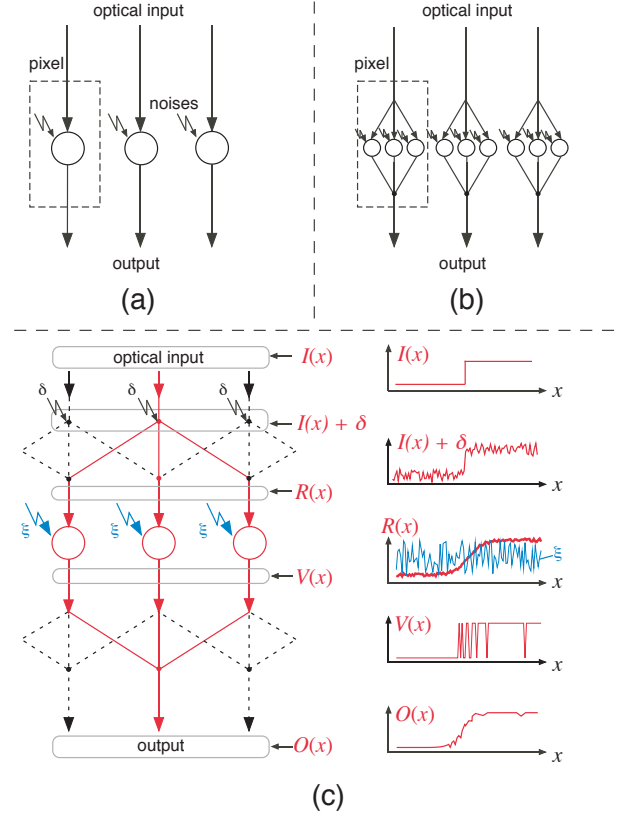 optical input
pixel
noises
output
(a)
optical input
pixel
output
(b)
optical input
I(x)
δ δ δ
I(x) + δ
R(x)
ξ ξ ξ
V(x)
output
O(x)
I(x)
x
I(x) + δ
x
R(x)
ξ
x
V(x)
x
O(x)
x
(c)